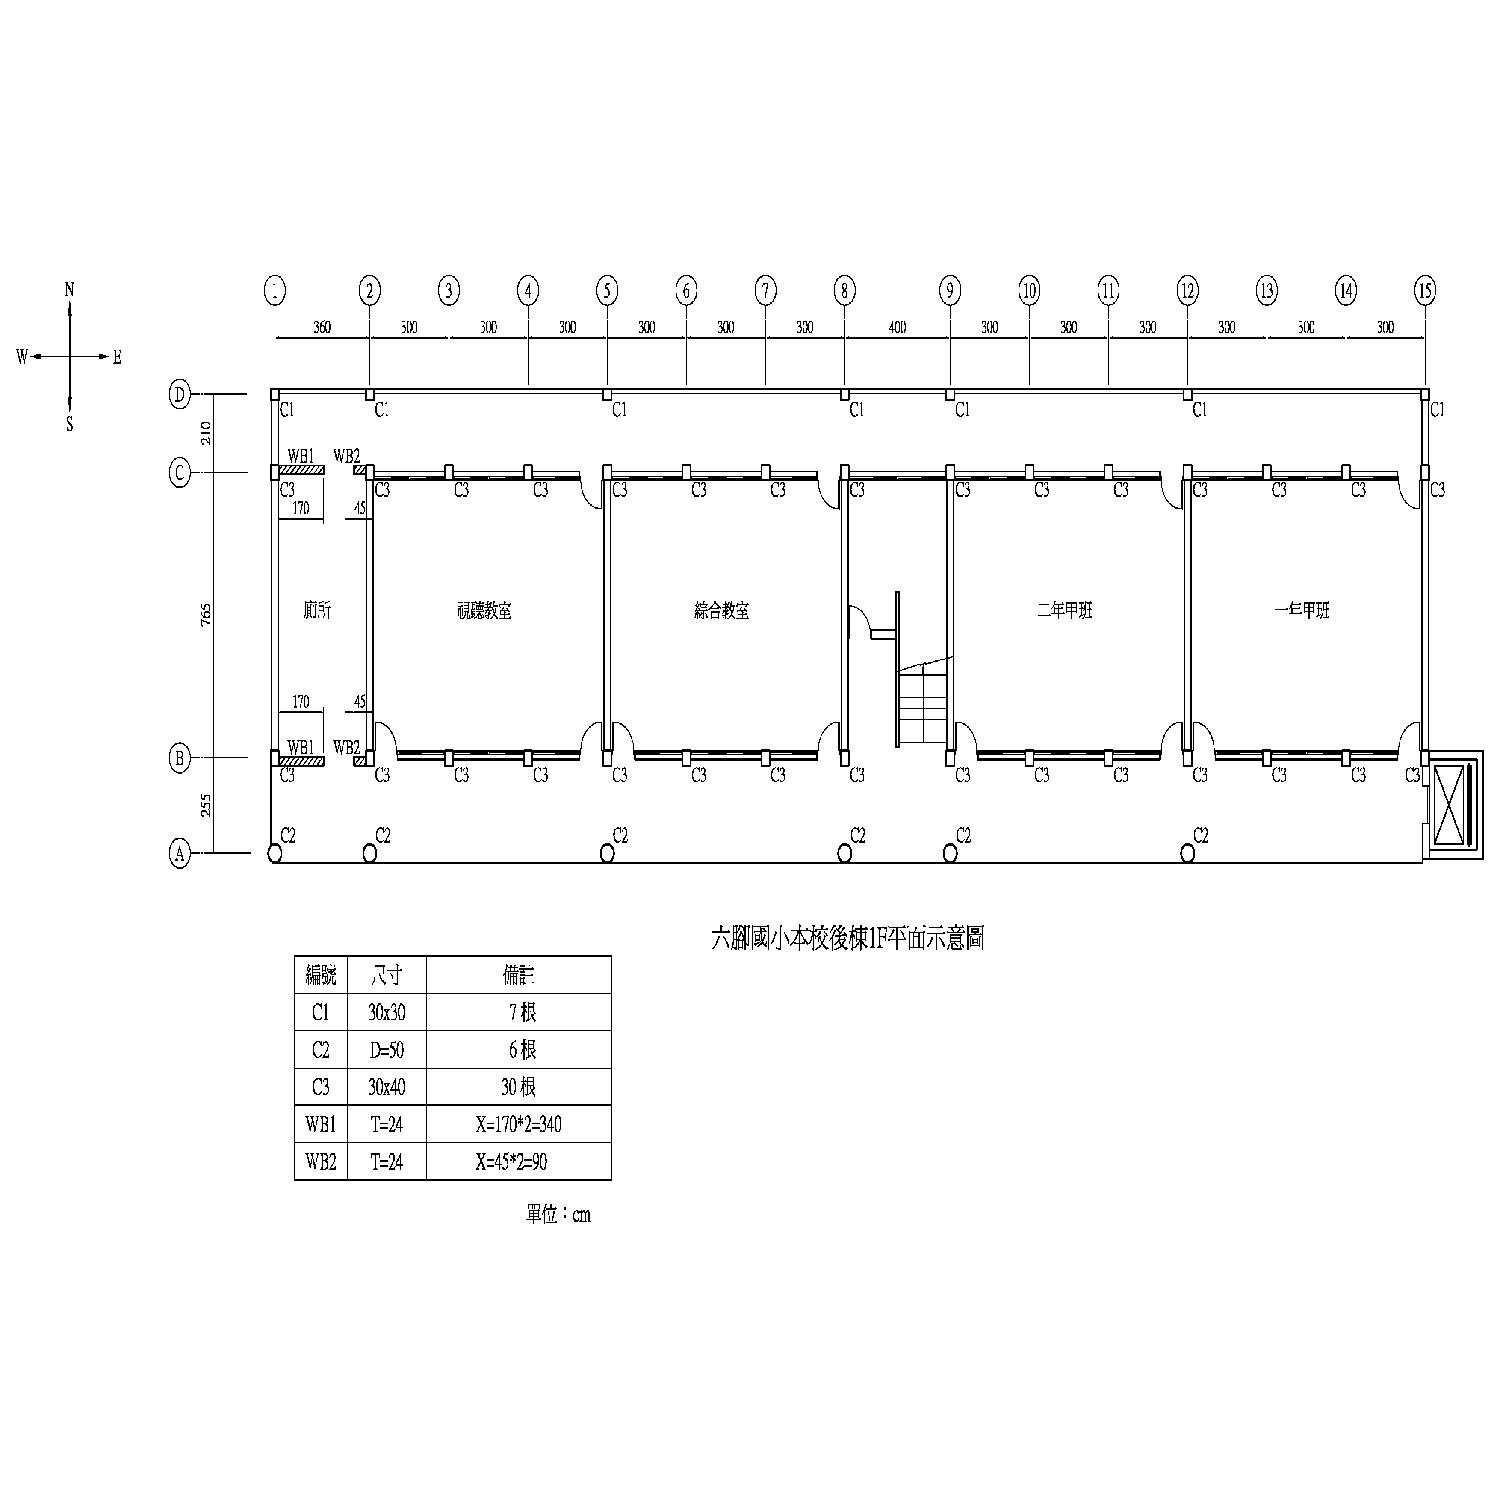 1 2 3 4 5 6 7 8 9 10 11 12 13 14 15
360 300 300 300 300 300 300 400 300 300 300 300 300 300
N
W E
S
D
C1 C1 C1 C1 C1 C1 C1
210
WB1 WB2
C
C3 C3 C3 C3 C3 C3 C3 C3 C3 C3 C3 C3 C3 C3 C3
170 45
765
廁所 視聽教室 綜合教室 二年甲班 一年甲班
170 45
WB1 WB2
B
C3 C3 C3 C3 C3 C3 C3 C3 C3 C3 C3 C3 C3 C3 C3
255
C2 C2 C2 C2 C2 C2
A
六腳國小本校後棟1F平面示意圖
編號 尺寸 備註
C1 30x30 7 根
C2 D=50 6 根
C3 30x40 30 根
WB1 T=24 X=170*2=340
WB2 T=24 X=45*2=90
單位：cm